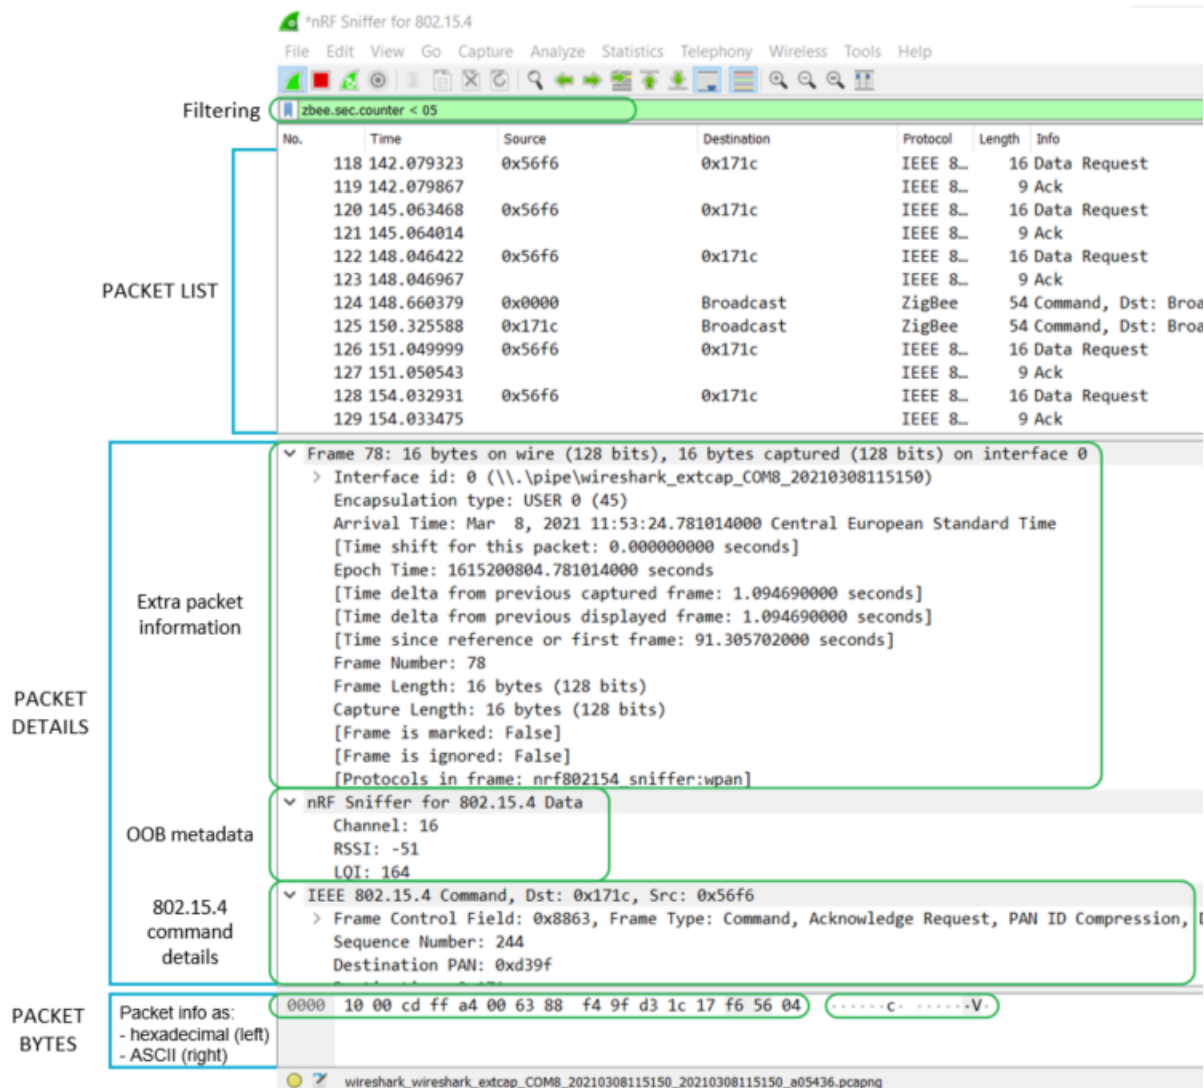 *nRF Sniffer for 802.15.4
File Edit View Go Capture Analyze Statistics Telephony Wireless Tools Help
Filtering
zbee.sec.counter < 05
No. Time Source Destination Protocol Length Info
118 142.079323 0x56f6 0x171c IEEE 8… 16 Data Request
119 142.079867 IEEE 8… 9 Ack
120 145.063468 0x56f6 0x171c IEEE 8… 16 Data Request
121 145.064014 IEEE 8… 9 Ack
122 148.046422 0x56f6 0x171c IEEE 8… 16 Data Request
123 148.046967 IEEE 8… 9 Ack
124 148.660379 0x0000 Broadcast ZigBee 54 Command, Dst: Broa
125 150.325588 0x171c Broadcast ZigBee 54 Command, Dst: Broa
126 151.049999 0x56f6 0x171c IEEE 8… 16 Data Request
127 151.050543 IEEE 8… 9 Ack
128 154.032931 0x56f6 0x171c IEEE 8… 16 Data Request
129 154.033475 IEEE 8… 9 Ack
PACKET LIST
Frame 78: 16 bytes on wire (128 bits), 16 bytes captured (128 bits) on interface 0
Interface id: 0 (\\.\pipe\wireshark_extcap_COM8_20210308115150)
Encapsulation type: USER 0 (45)
Arrival Time: Mar 8, 2021 11:53:24.781014000 Central European Standard Time
[Time shift for this packet: 0.000000000 seconds]
Epoch Time: 1615200804.781014000 seconds
[Time delta from previous captured frame: 1.094690000 seconds]
[Time delta from previous displayed frame: 1.094690000 seconds]
[Time since reference or first frame: 91.305702000 seconds]
Frame Number: 78
Frame Length: 16 bytes (128 bits)
Capture Length: 16 bytes (128 bits)
[Frame is marked: False]
[Frame is ignored: False]
[Protocols in frame: nrf802154_sniffer:wpan]
Extra packet
information
PACKET
DETAILS
nRF Sniffer for 802.15.4 Data
Channel: 16
RSSI: -51
LQI: 164
OOB metadata
IEEE 802.15.4 Command, Dst: 0x171c, Src: 0x56f6
Frame Control Field: 0x8863, Frame Type: Command, Acknowledge Request, PAN ID Compression,
Sequence Number: 244
Destination PAN: 0xd39f
802.15.4
command
details
PACKET
BYTES
Packet info as:
- hexadecimal (left)
- ASCII (right)
0000 10 00 cd ff a4 00 63 88 f4 9f d3 1c 17 f6 56 04 ······c· ······V·
wireshark_wireshark_extcap_COM8_20210308115150_20210308115150_a05436.pcapng